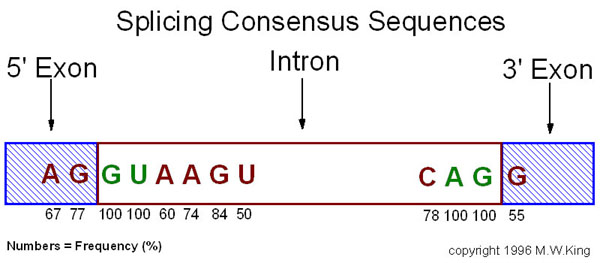 Splicing Consensus Sequences
5' Exon Intron 3' Exon
A G G U A A G U C A G G
67 77 100 100 60 74 84 50 78 100 100 55
Numbers = Frequency (%) copyright 1996 M.W.King